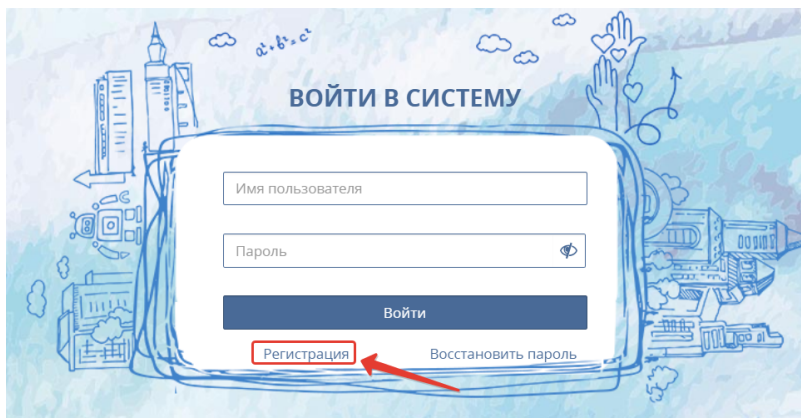 a²+b²=c²
ВОЙТИ В СИСТЕМУ
Имя пользователя
Пароль
Войти
Регистрация
Восстановить пароль